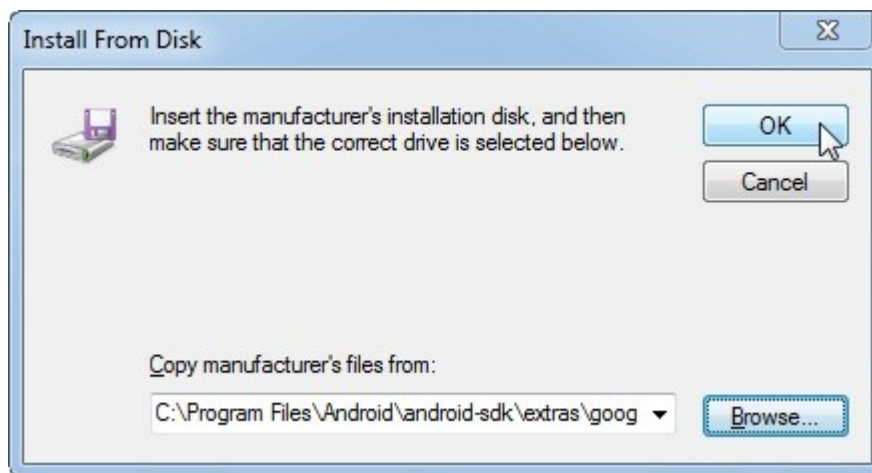 Install From Disk
Insert the manufacturer's installation disk, and then
make sure that the correct drive is selected below.
OK
Cancel
Copy manufacturer's files from:
C:\Program Files\Android\android-sdk\extras\goog
Browse...